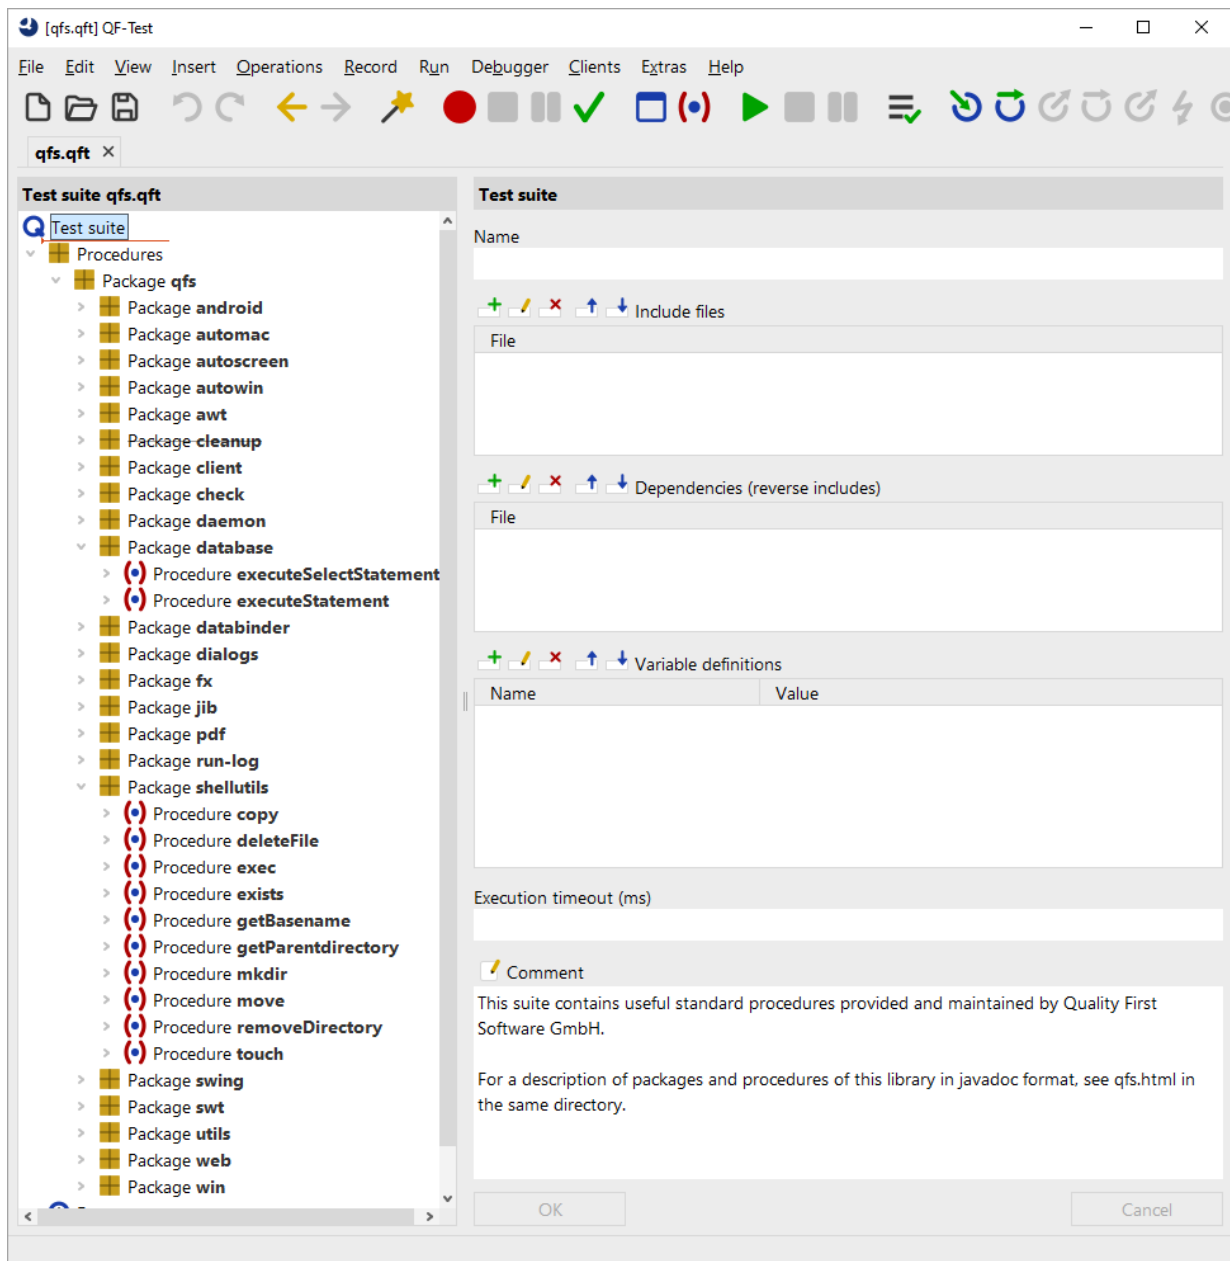 [qfs.qft] QF-Test
File Edit View Insert Operations Record Run Debugger Clients Extras Help
qfs.qft
Test suite qfs.qft
Test suite
Procedures
Package qfs
Package android
Package automac
Package autoscreen
Package autowin
Package awt
Package cleanup
Package client
Package check
Package daemon
Package database
Procedure executeSelectStatement
Procedure executeStatement
Package databinder
Package dialogs
Package fx
Package jib
Package pdf
Package run-log
Package shellutils
Procedure copy
Procedure deleteFile
Procedure exec
Procedure exists
Procedure getBasename
Procedure getParentdirectory
Procedure mkdir
Procedure move
Procedure removeDirectory
Procedure touch
Package swing
Package swt
Package utils
Package web
Package win
Test suite
Name
Include files
File
Dependencies (reverse includes)
File
Variable definitions
Name Value
Execution timeout (ms)
Comment
This suite contains useful standard procedures provided and maintained by Quality First
Software GmbH.
For a description of packages and procedures of this library in javadoc format, see qfs.html in
the same directory.
OK Cancel